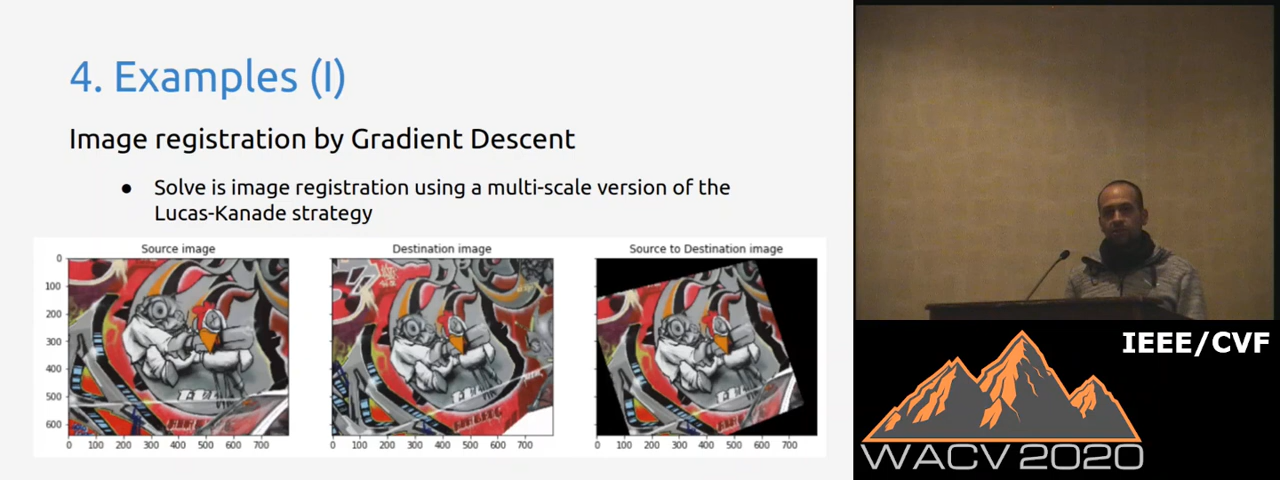 4. Examples (I)
Image registration by Gradient Descent
● Solve is image registration using a multi-scale version of the
Lucas-Kanade strategy
Source image
Destination image
Source to Destination image
0
100
200
300
400
500
600
0 100 200 300 400 500 600 700
0 100 200 300 400 500 600 700
0 100 200 300 400 500 600 700
IEEE/CVF
WACV 2020